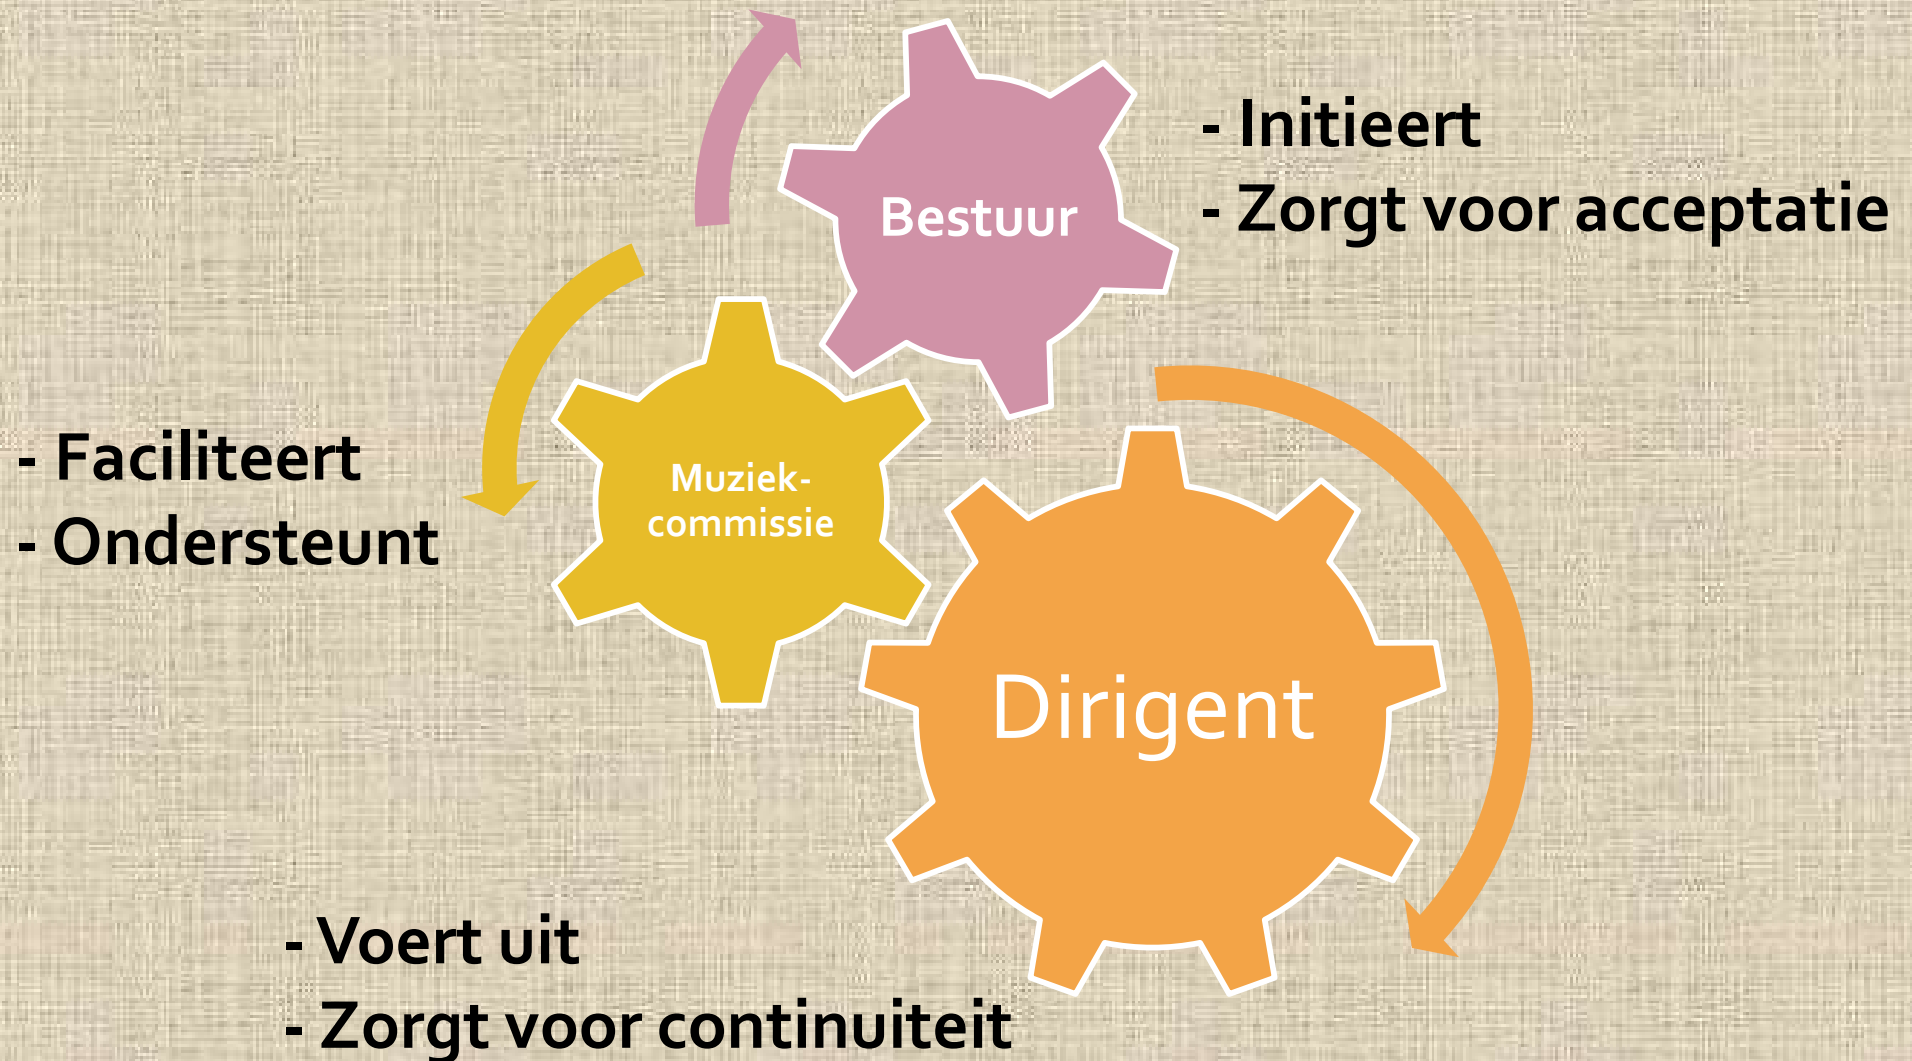 Bestuur
- Initieert
- Zorgt voor acceptatie
Muziek-
commissie
- Faciliteert
- Ondersteunt
Dirigent
- Voert uit
- Zorgt voor continuiteit